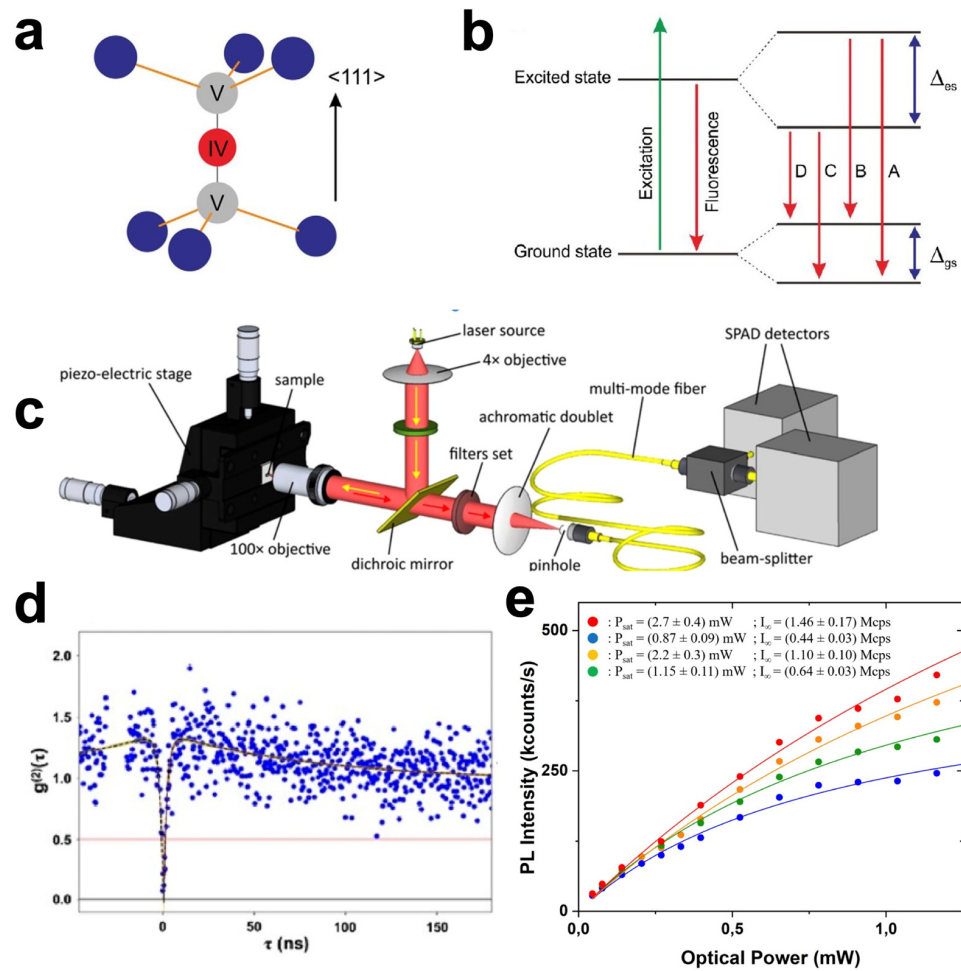 a
V
IV
V
<111>
b
Excited state
Ground state
Excitation
Fluorescence
D
C
B
A
Δes
Δgs
c
piezo-electric stage
sample
laser source
4× objective
achromatic doublet
multi-mode fiber
SPAD detectors
filters set
100× objective
dichroic mirror
pinhole
beam-splitter
d
g⁽²⁾(τ)
2.0
1.5
1.0
0.5
0.0
0
50
100
150
τ (ns)
e
: Psat = (2.7 ± 0.4) mW ; I∞ = (1.46 ± 0.17) Mcps
: Psat = (0.87 ± 0.09) mW ; I∞ = (0.44 ± 0.03) Mcps
: Psat = (2.2 ± 0.3) mW ; I∞ = (1.10 ± 0.10) Mcps
: Psat = (1.15 ± 0.11) mW ; I∞ = (0.64 ± 0.03) Mcps
PL Intensity (kcounts/s)
500
250
0
0,0
0,5
1,0
Optical Power (mW)